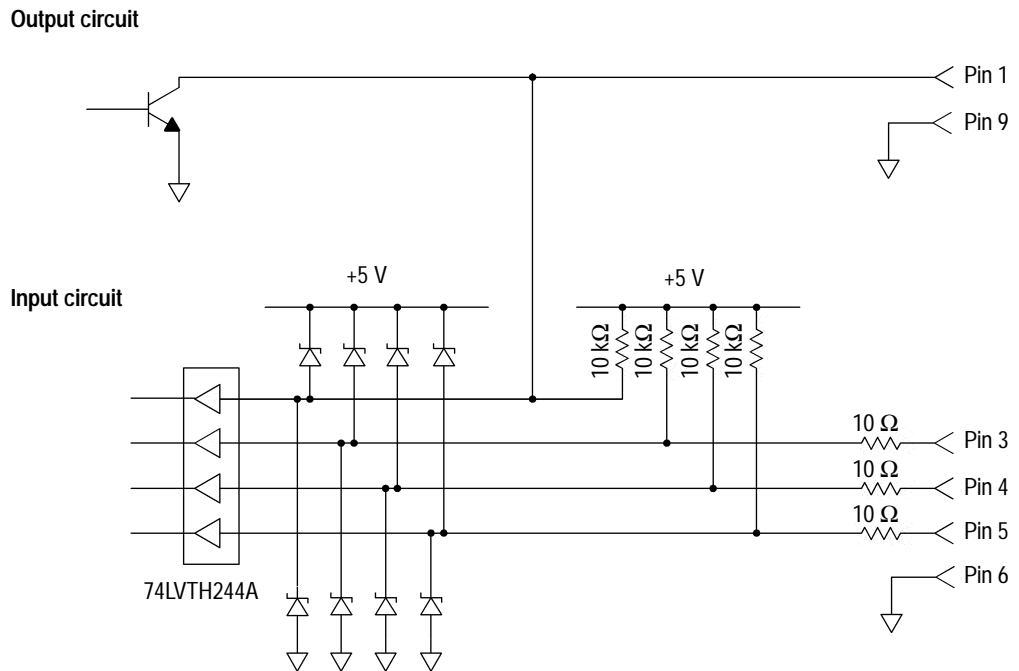 Output circuit
Pin 1
Pin 9
Input circuit
+5 V
+5 V
10 kΩ
10 kΩ
10 kΩ
10 kΩ
10 Ω
Pin 3
10 Ω
Pin 4
10 Ω
Pin 5
Pin 6
74LVTH244A